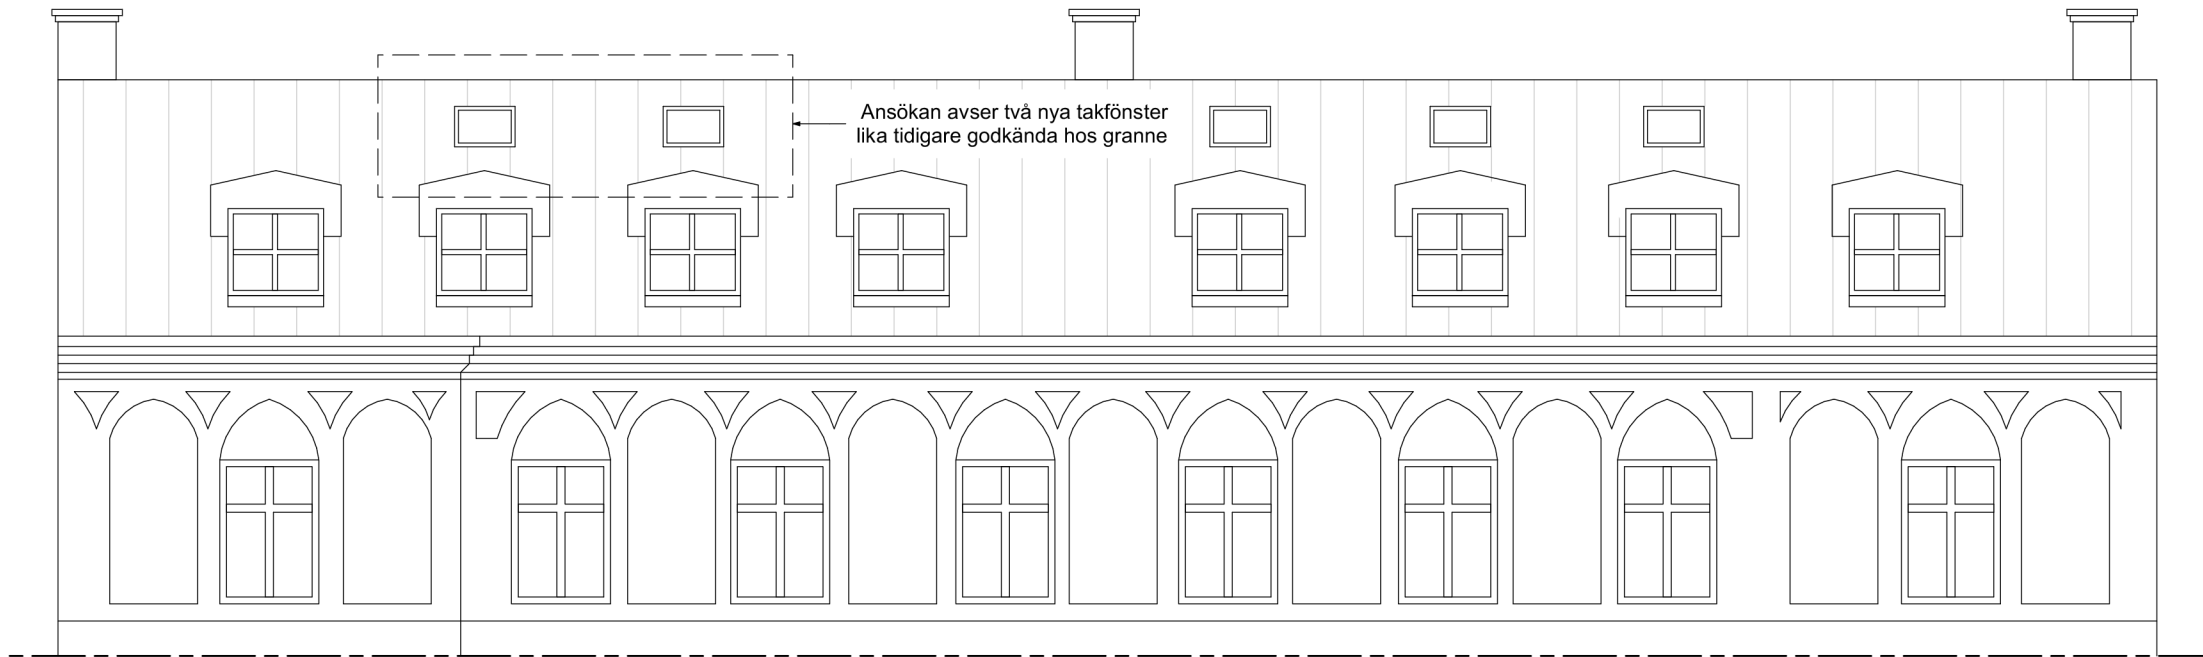 Ansökan avser två nya takfönster
lika tidigare godkända hos granne